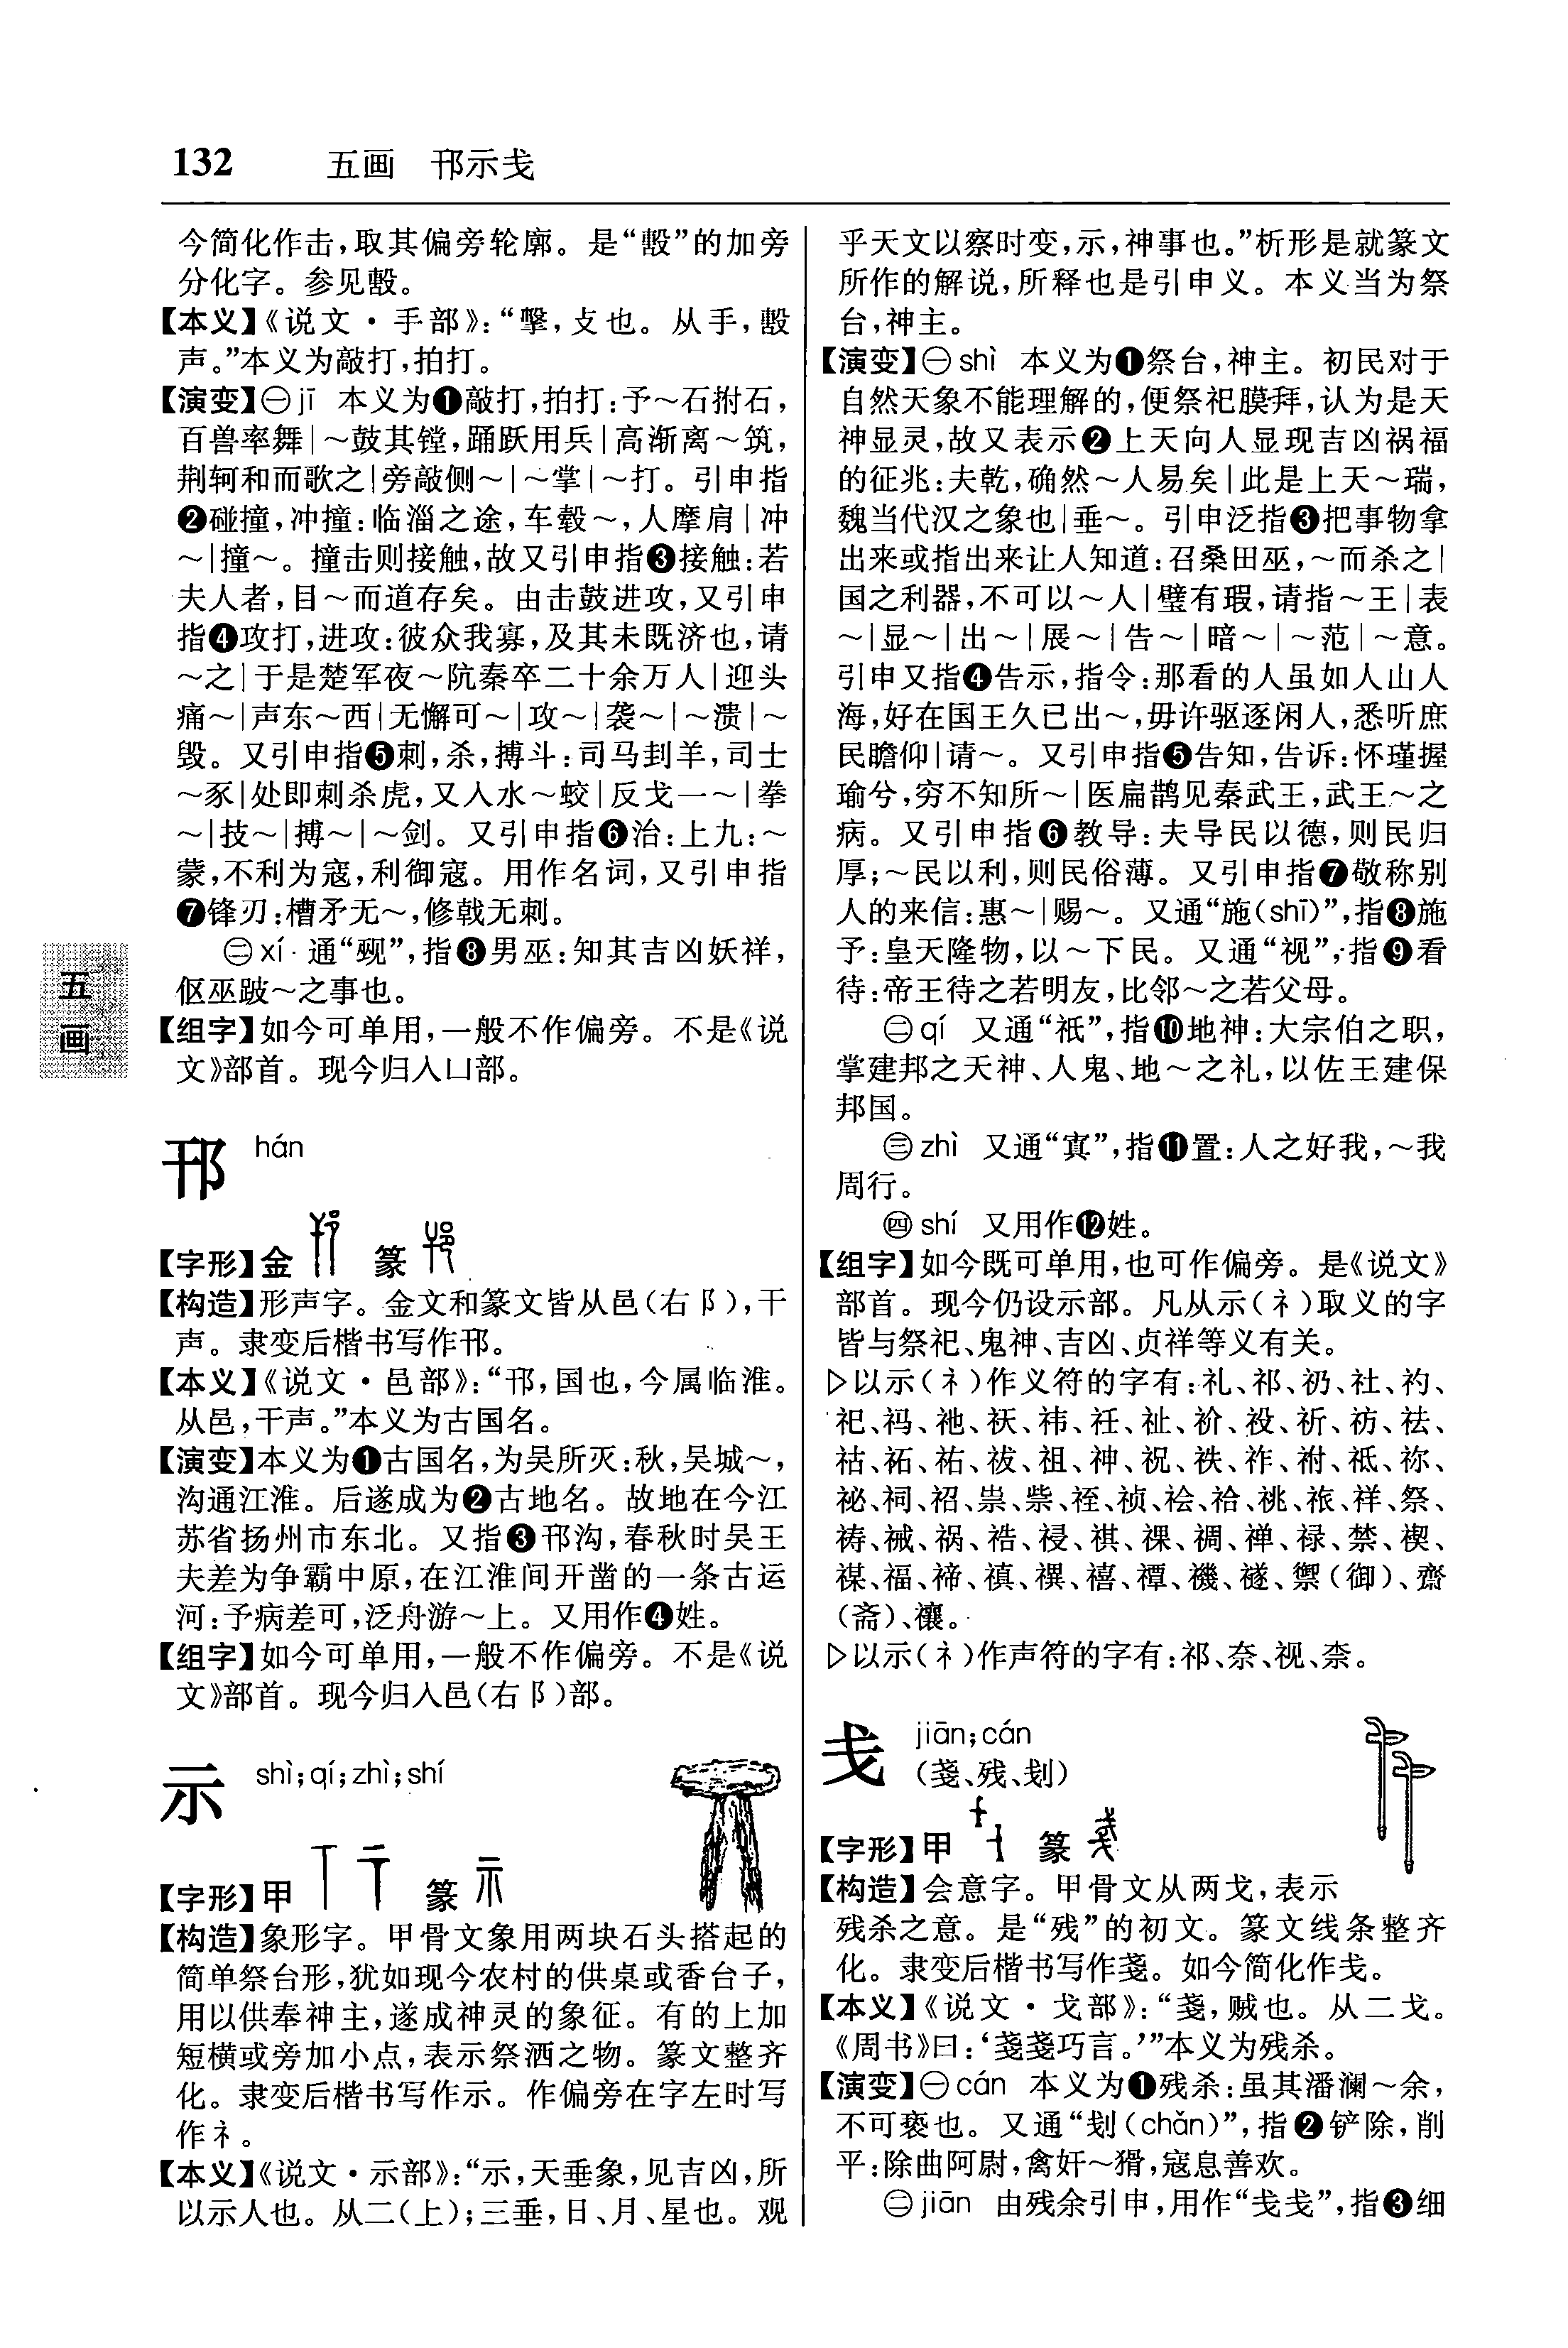 132 五画 邗示戋
今简化作击,取其偏旁轮廓。是“毄”的加旁
分化字。参见毄。
【本义】《说文·手部》:“擊,攴也。从手,毄
声。”本义为敲打,拍打。
【演变】㊀jī 本义为❶敲打,拍打:予～石拊石,
百兽率舞|～鼓其镗,踊跃用兵|高渐离～筑,
荆轲和而歌之|旁敲侧～|～掌|～打。引申指
❷碰撞,冲撞:临淄之途,车毂～,人摩肩|冲
～|撞～。撞击则接触,故又引申指❸接触:若
夫人者,目～而道存矣。由击鼓进攻,又引申
指❹攻打,进攻:彼众我寡,及其未既济也,请
～之|于是楚军夜～阬秦卒二十余万人|迎头
痛～|声东～西|无懈可～|攻～|袭～|～溃|～
毁。又引申指❺刺,杀,搏斗:司马刲羊,司士
～豕|处即刺杀虎,又入水～蛟|反戈一～|拳
～|技～|搏～|～剑。又引申指❻治:上九:～
蒙,不利为寇,利御寇。用作名词,又引申指
❼锋刃:槽矛无～,修戟无刺。
㊁xí 通“觋”,指❽男巫:知其吉凶妖祥,
伛巫跛～之事也。
【组字】如今可单用,一般不作偏旁。不是《说
文》部首。现今归入凵部。
五
画
邗 hán
【字形】金 篆
【构造】形声字。金文和篆文皆从邑(右阝),干
声。隶变后楷书写作邗。
【本义】《说文·邑部》:“邗,国也,今属临淮。
从邑,干声。”本义为古国名。
【演变】本义为❶古国名,为吴所灭:秋,吴城～,
沟通江淮。后遂成为❷古地名。故地在今江
苏省扬州市东北。又指❸邗沟,春秋时吴王
夫差为争霸中原,在江淮间开凿的一条古运
河:予病差可,泛舟游～上。又用作❹姓。
【组字】如今可单用,一般不作偏旁。不是《说
文》部首。现今归入邑(右阝)部。
示 shì;qí;zhì;shí
【字形】甲 篆
【构造】象形字。甲骨文象用两块石头搭起的
简单祭台形,犹如现今农村的供桌或香台子,
用以供奉神主,遂成神灵的象征。有的上加
短横或旁加小点,表示祭洒之物。篆文整齐
化。隶变后楷书写作示。作偏旁在字左时写
作礻。
【本义】《说文·示部》:“示,天垂象,见吉凶,所
以示人也。从二(上);三垂,日、月、星也。观
乎天文以察时变,示,神事也。”析形是就篆文
所作的解说,所释也是引申义。本义当为祭
台,神主。
【演变】㊀shì 本义为❶祭台,神主。初民对于
自然天象不能理解的,便祭祀膜拜,认为是天
神显灵,故又表示❷上天向人显现吉凶祸福
的征兆:夫乾,确然～人易矣|此是上天～瑞,
魏当代汉之象也|垂～。引申泛指❸把事物拿
出来或指出来让人知道:召桑田巫,～而杀之|
国之利器,不可以～人|璧有瑕,请指～王|表
～|显～|出～|展～|告～|暗～|～范|～意。
引申又指❹告示,指令:那看的人虽如人山人
海,好在国王久已出～,毋许驱逐闲人,悉听庶
民瞻仰|请～。又引申指❺告知,告诉:怀瑾握
瑜兮,穷不知所～|医扁鹊见秦武王,武王～之
病。又引申指❻教导:夫导民以德,则民归
厚;～民以利,则民俗薄。又引申指❼敬称别
人的来信:惠～|赐～。又通“施(shī)”,指❽施
予:皇天隆物,以～下民。又通“视”,指❾看
待:帝王待之若明友,比邻～之若父母。
㊁qí 又通“祇”,指❿地神:大宗伯之职,
掌建邦之天神、人鬼、地～之礼,以佐王建保
邦国。
㊂zhì 又通“寘”,指⓫置:人之好我,～我
周行。
㊃shí 又用作⓬姓。
【组字】如今既可单用,也可作偏旁。是《说文》
部首。现今仍设示部。凡从示(礻)取义的字
皆与祭祀、鬼神、吉凶、贞祥等义有关。
▷以示(礻)作义符的字有:礼、祁、礽、社、礿、
祀、祃、祂、祆、祎、衽、祉、祄、祋、祈、祊、祛、
祜、祏、祐、祓、祖、神、祝、祑、祚、祔、祗、祢、
祕、祠、祒、祟、祡、祬、祯、祫、祰、祧、祣、祥、祭、
祷、祴、祸、祮、祲、祺、祼、禂、禅、禄、禁、禊、
禖、福、禘、禛、禩、禧、禫、禨、禭、禦(御)、齋
(斋)、禳。
▷以示(礻)作声符的字有:祁、奈、视、柰。
戋 jiān;cán
(戔、残、刬)
【字形】甲 篆
【构造】会意字。甲骨文从两戈,表示
残杀之意。是“残”的初文。篆文线条整齐
化。隶变后楷书写作戔。如今简化作戋。
【本义】《说文·戈部》:“戔,贼也。从二戈。
《周书》曰:‘戔戔巧言。’”本义为残杀。
【演变】㊀cán 本义为❶残杀:虽其潘澜～余,
不可亵也。又通“刬(chǎn)”,指❷铲除,削
平:除曲阿尉,禽奸～猾,寇息善欢。
㊁jiān 由残余引申,用作“戋戋”,指❸细